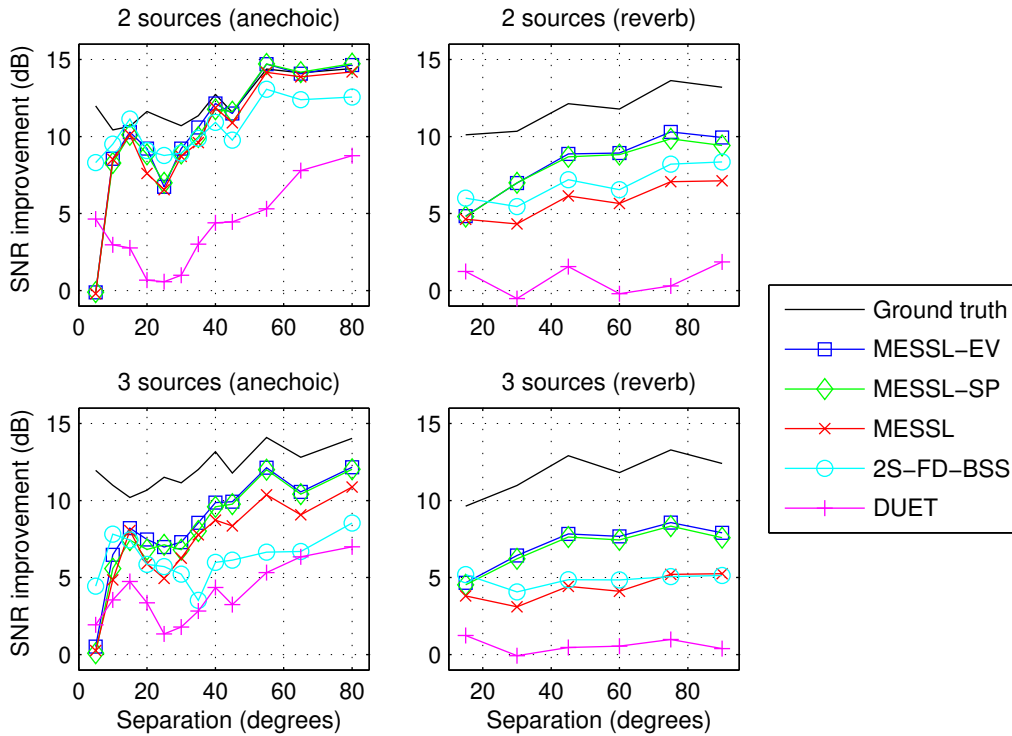 2 sources (anechoic)
2 sources (reverb)
SNR improvement (dB)
15
10
5
0
0 20 40 60 80
15
10
5
0
20 40 60 80
3 sources (anechoic)
3 sources (reverb)
SNR improvement (dB)
15
10
5
0
0 20 40 60 80
Separation (degrees)
15
10
5
0
20 40 60 80
Separation (degrees)
Ground truth
MESSL−EV
MESSL−SP
MESSL
2S−FD−BSS
DUET